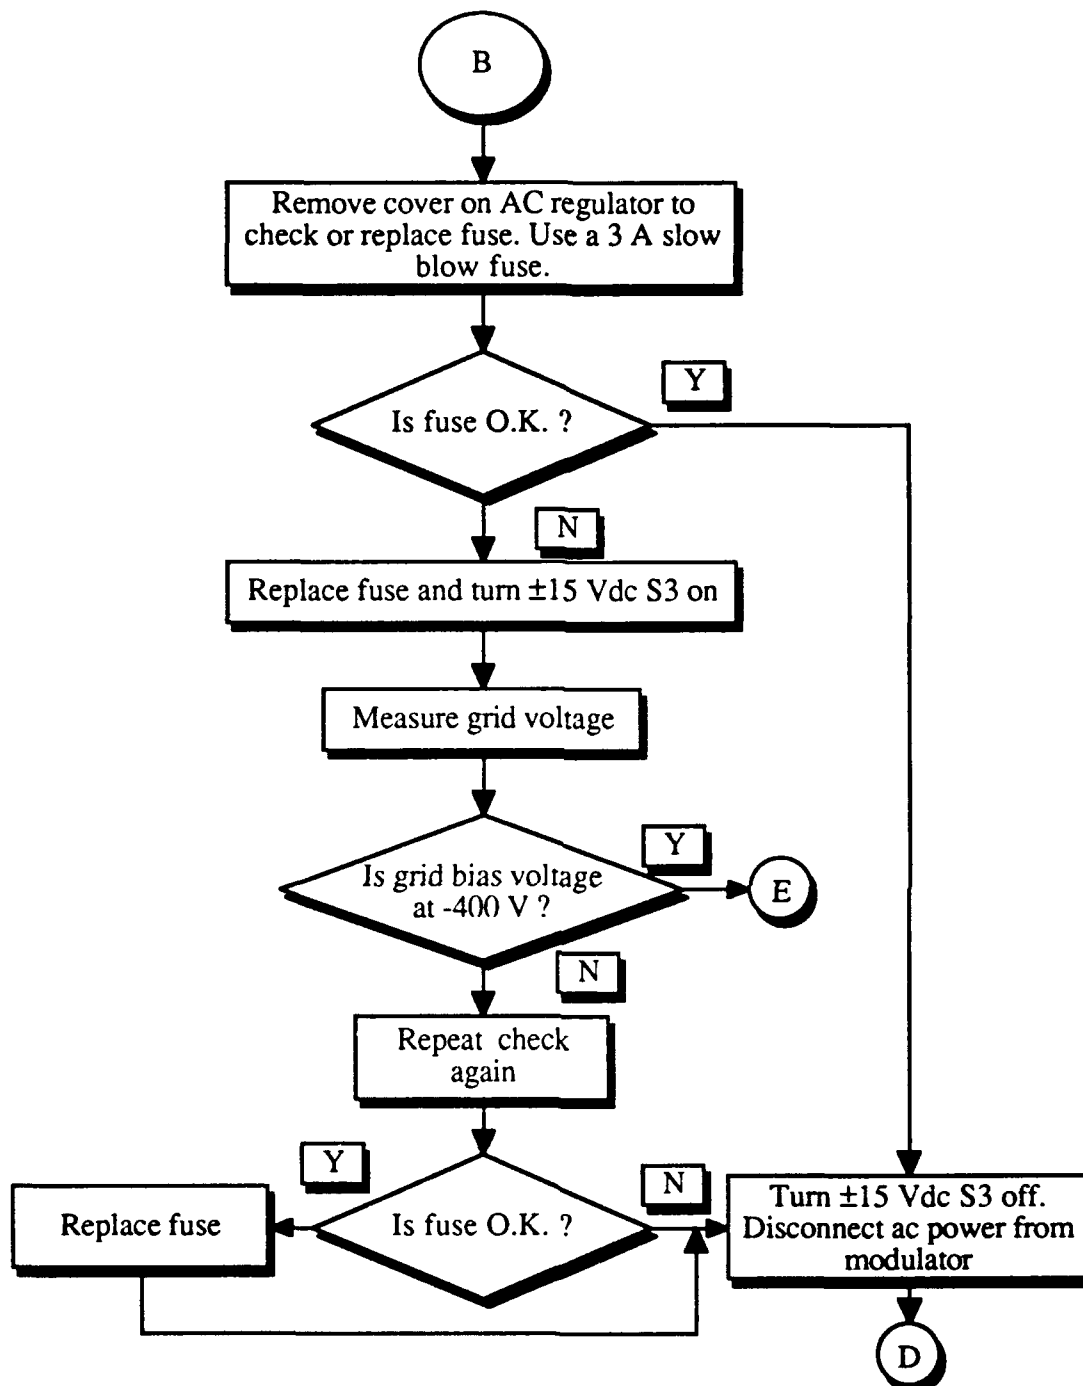 B
Remove cover on AC regulator to
check or replace fuse. Use a 3 A slow
blow fuse.
Y
Is fuse O.K. ?
N
Replace fuse and turn ±15 Vdc S3 on
Measure grid voltage
Y
Is grid bias voltage
at -400 V ?
E
N
Repeat check
again
Y
N
Replace fuse
Is fuse O.K. ?
Turn ±15 Vdc S3 off.
Disconnect ac power from
modulator
D